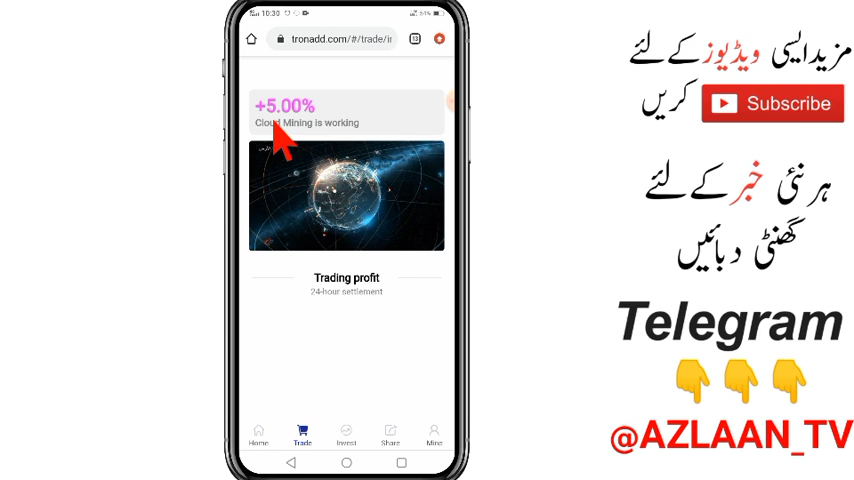 10:30
54%
tronadd.com/#/trade/ir
13
+5.00%
Cloud Mining is working
Trading profit
24-hour settlement
Home
Trade
Invest
Share
Mine
مزید ایسی ویڈیوز کے لئے
Subscribe کریں
ہر نئی خبر کے لئے
گھنٹی دبائیں
Telegram
@AZLAAN_TV